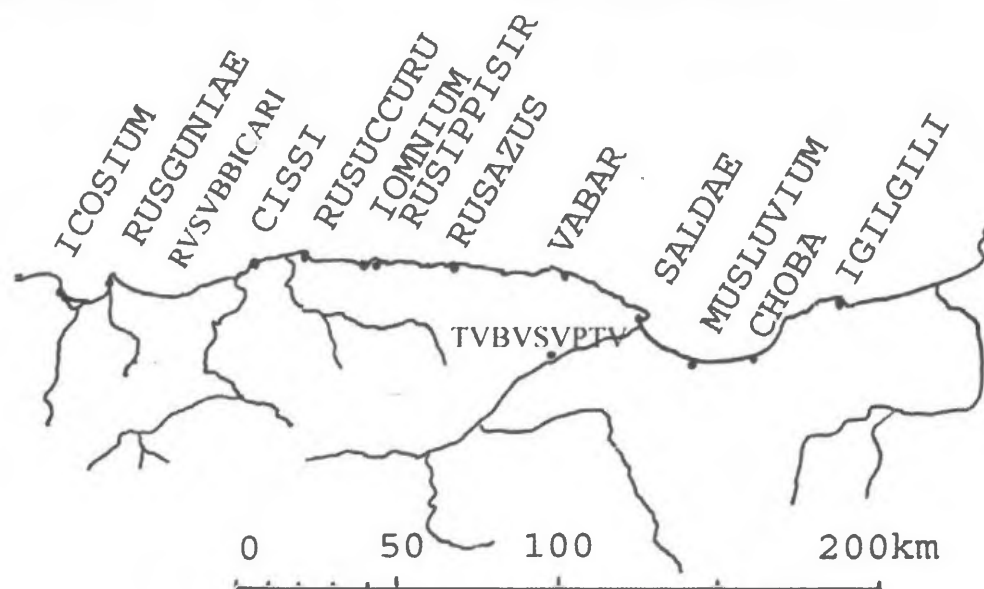 ICOSIUM
RUSGUNIAE
RVSVBBICARI
CISSI
RUSUCCURU
IOMNIUM
RUSIPPISIR
RUSAZUS
VABAR
SALDAE
MUSLUVIUM
CHOBA
IGILGILI
TVBVSVPTV
0 50 100 200km